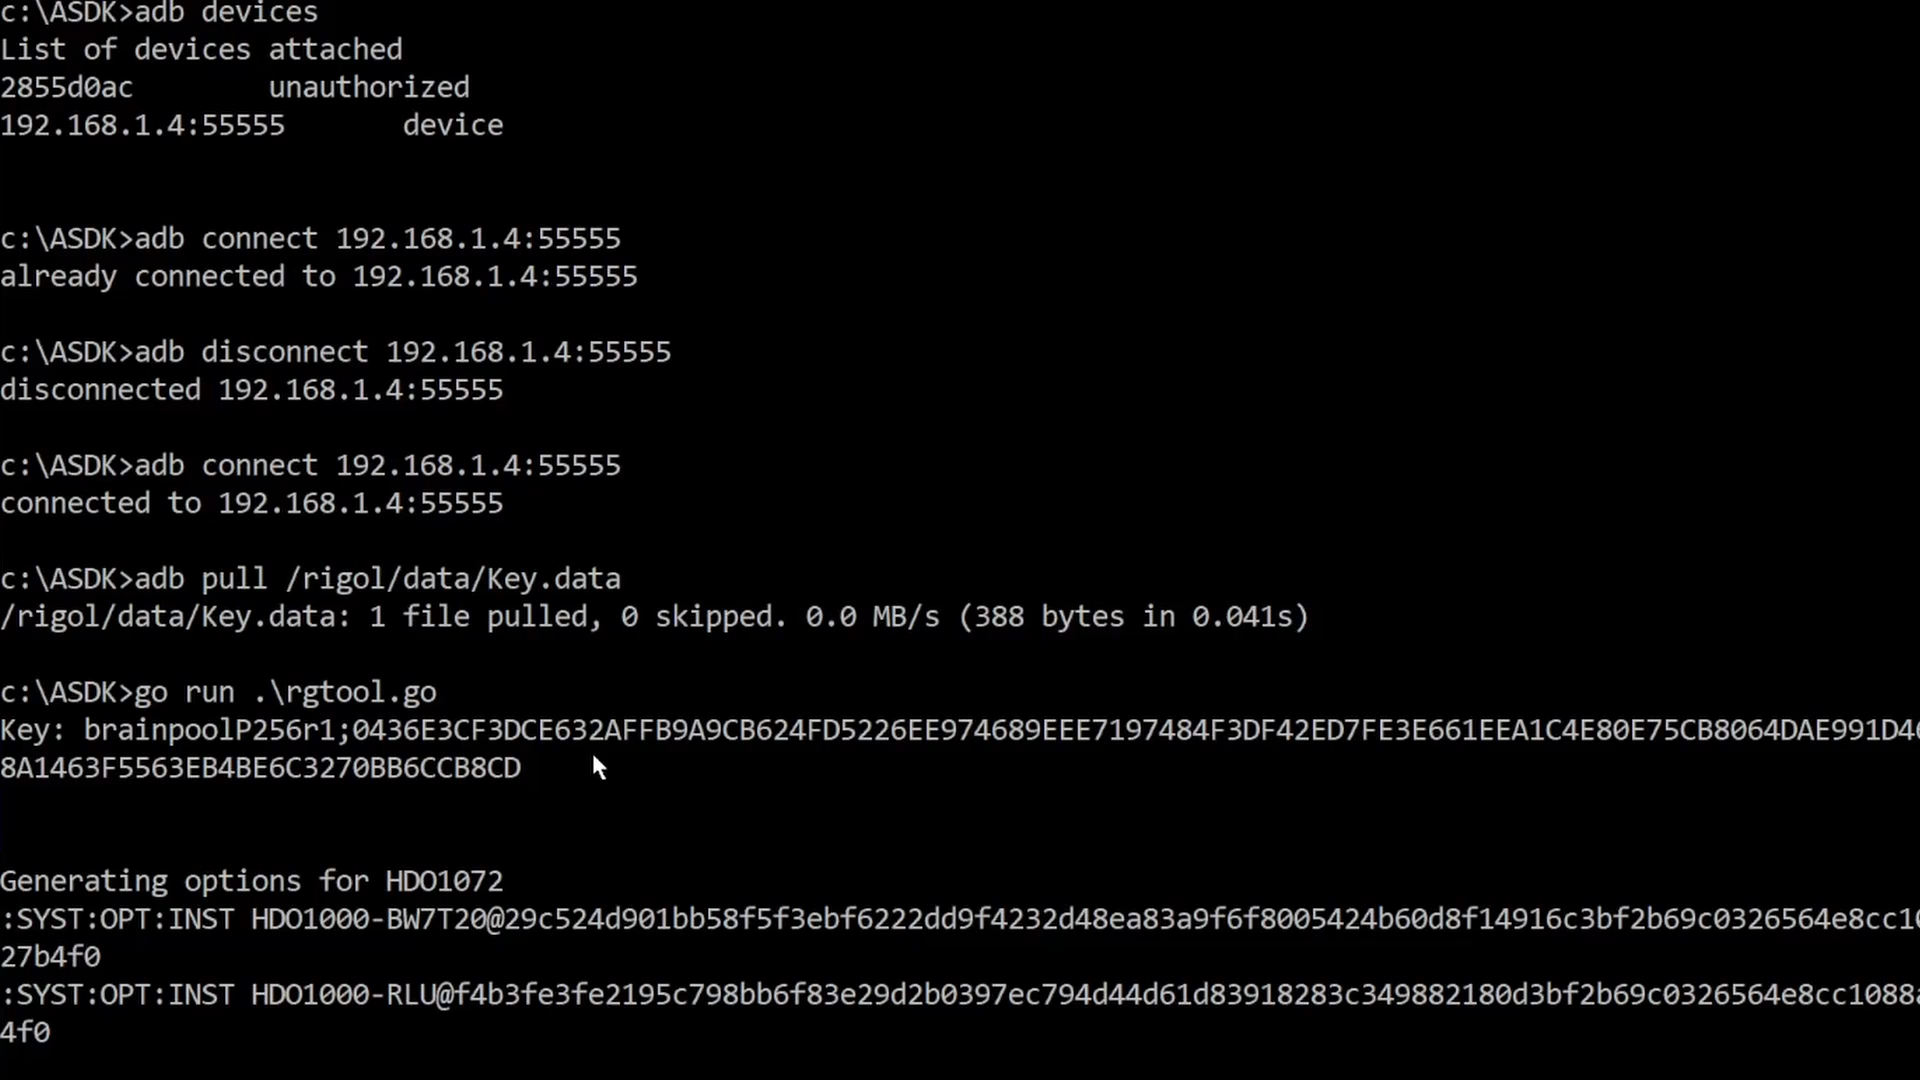 c:\ASDK>adb devices
List of devices attached
2855d0ac        unauthorized
192.168.1.4:55555       device
c:\ASDK>adb connect 192.168.1.4:55555
already connected to 192.168.1.4:55555
c:\ASDK>adb disconnect 192.168.1.4:55555
disconnected 192.168.1.4:55555
c:\ASDK>adb connect 192.168.1.4:55555
connected to 192.168.1.4:55555
c:\ASDK>adb pull /rigol/data/Key.data
/rigol/data/Key.data: 1 file pulled, 0 skipped. 0.0 MB/s (388 bytes in 0.041s)
c:\ASDK>go run .\rgtool.go
Key: brainpoolP256r1;0436E3CF3DCE632AFFB9A9CB624FD5226EE974689EEE7197484F3DF42ED7FE3E661EEA1C4E80E75CB8064DAE991D46
8A1463F5563EB4BE6C3270BB6CCB8CD
Generating options for HDO1072
:SYST:OPT:INST HDO1000-BW7T20@29c524d901bb58f5f3ebf6222dd9f4232d48ea83a9f6f8005424b60d8f14916c3bf2b69c0326564e8cc10
27b4f0
:SYST:OPT:INST HDO1000-RLU@f4b3fe3fe2195c798bb6f83e29d2b0397ec794d44d61d83918283c349882180d3bf2b69c0326564e8cc1088a
4f0